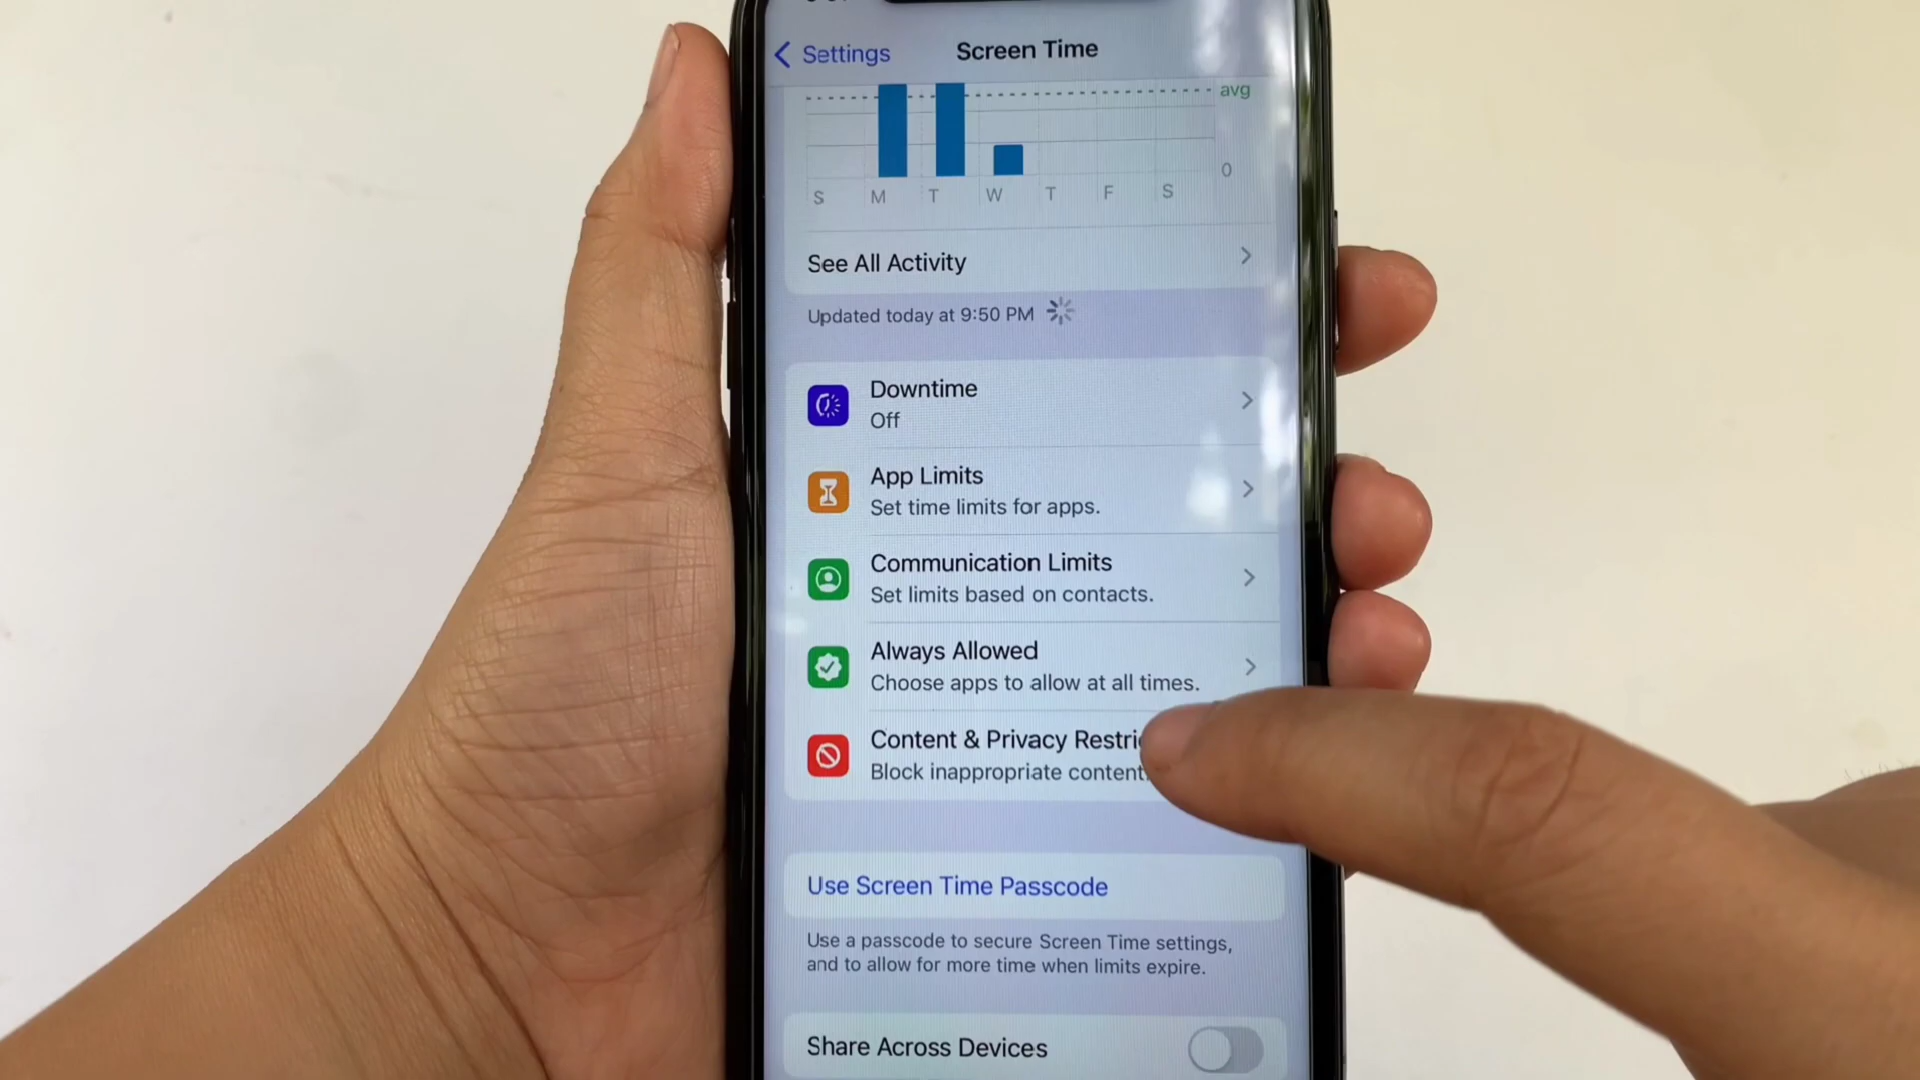 Settings
Screen Time
avg
0
S M T W T F S
See All Activity
Updated today at 9:50 PM
Downtime
Off
App Limits
Set time limits for apps.
Communication Limits
Set limits based on contacts.
Always Allowed
Choose apps to allow at all times.
Content & Privacy
Block inappropriate content.
Use Screen Time Passcode
Use a passcode to secure Screen Time settings,
and to allow for more time when limits expire.
Share Across Devices